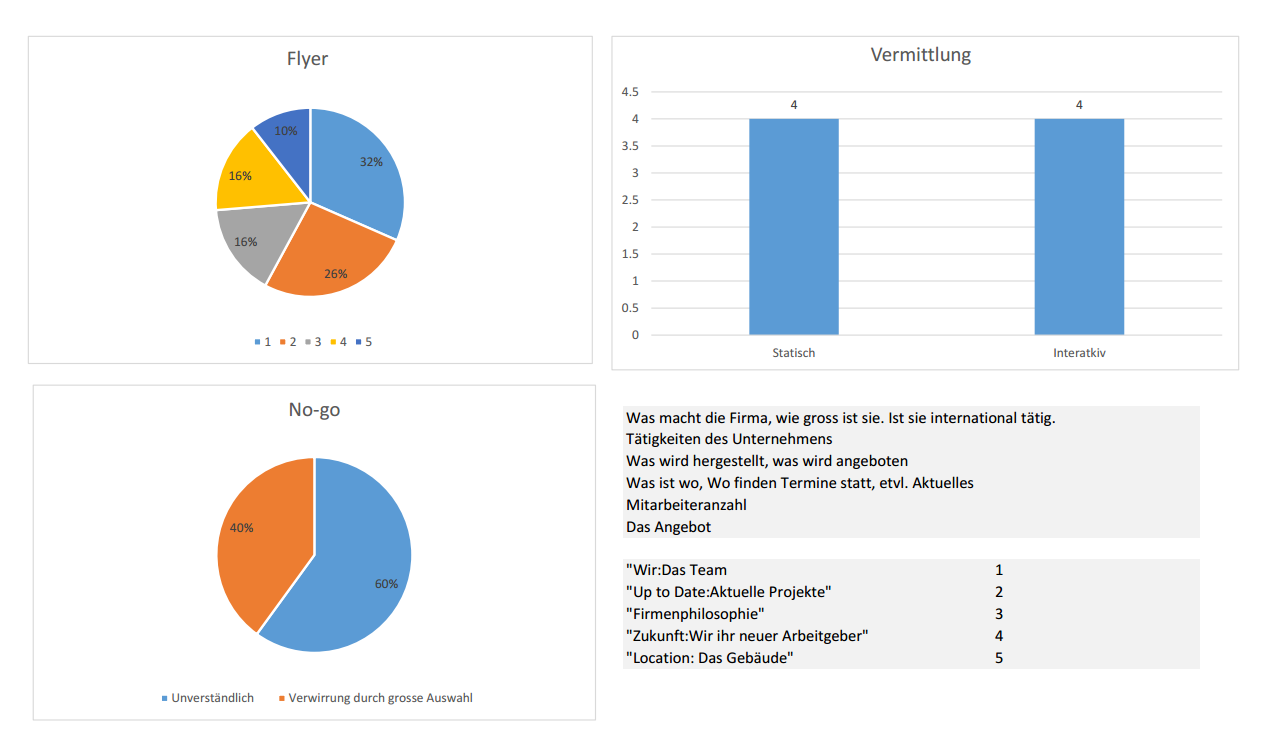 Flyer
10%
32%
16%
16%
26%
1 2 3 4 5
Vermittlung
4.5
4
3.5
3
2.5
2
1.5
1
0.5
0
4 4
Statisch Interatkiv
No-go
40%
60%
Unverständlich Verwirrung durch grosse Auswahl
Was macht die Firma, wie gross ist sie. Ist sie international tätig.
Tätigkeiten des Unternehmens
Was wird hergestellt, was wird angeboten
Was ist wo, Wo finden Termine statt, etvl. Aktuelles
Mitarbeiteranzahl
Das Angebot
"Wir:Das Team 1
"Up to Date:Aktuelle Projekte" 2
"Firmenphilosophie" 3
"Zukunft:Wir ihr neuer Arbeitgeber" 4
"Location: Das Gebäude" 5